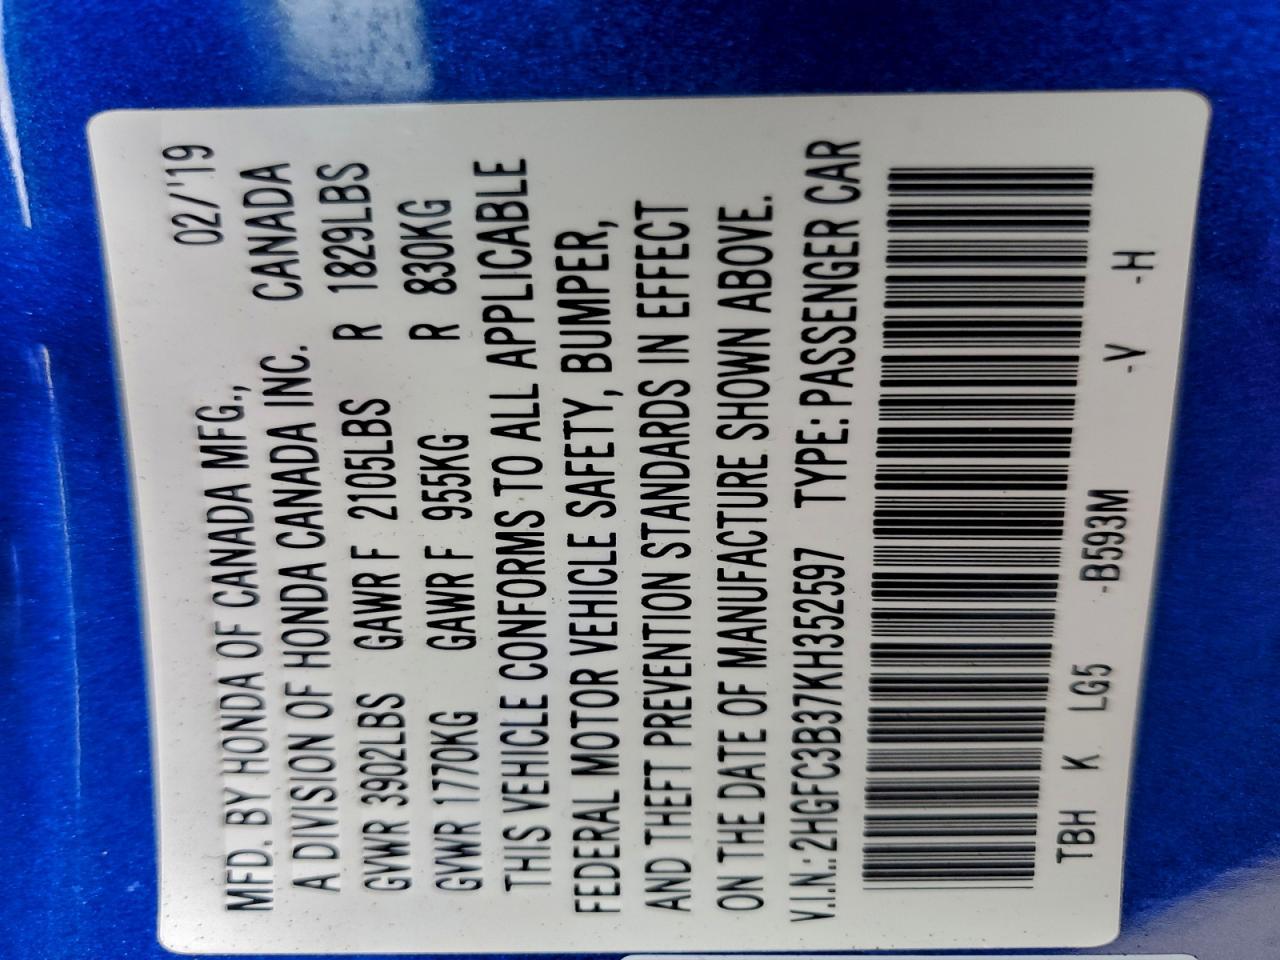 02/'19
MFD. BY HONDA OF CANADA MFG.,
A DIVISION OF HONDA CANADA INC. CANADA
GVWR 3902LBS GAWR F 2105LBS R 1829LBS
GVWR 1770KG GAWR F 955KG R 830KG
THIS VEHICLE CONFORMS TO ALL APPLICABLE
FEDERAL MOTOR VEHICLE SAFETY, BUMPER,
AND THEFT PREVENTION STANDARDS IN EFFECT
ON THE DATE OF MANUFACTURE SHOWN ABOVE.
V.I.N.:2HGFC3B37KH352597 TYPE: PASSENGER CAR
TBH K LG5 -B593M -V -H